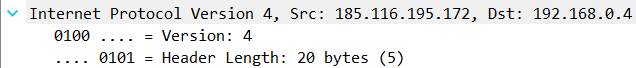 Internet Protocol Version 4, Src: 185.116.195.172, Dst: 192.168.0.4
0100 .... = Version: 4
.... 0101 = Header Length: 20 bytes (5)